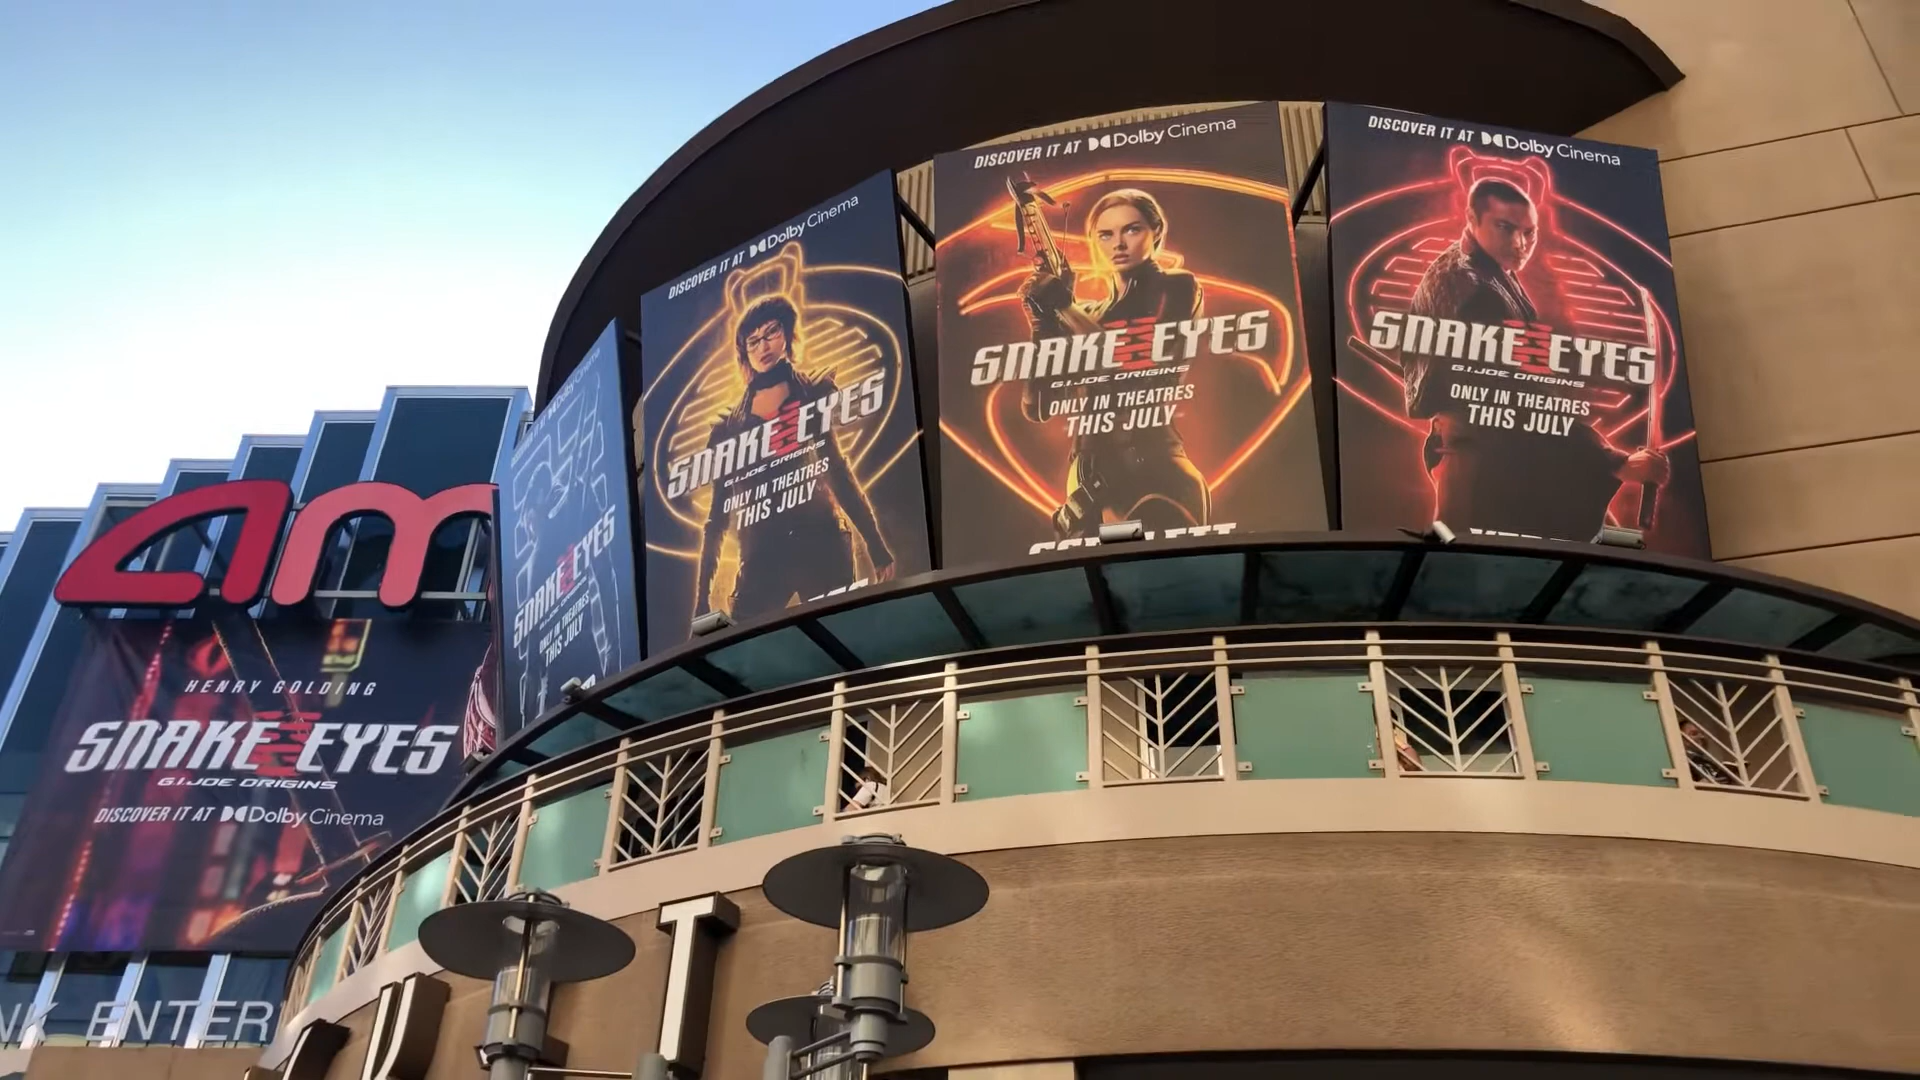 am
HENRY GOLDING
SNAKE EYES
G.I. JOE ORIGINS
DISCOVER IT AT Dolby Cinema
ENTER
SNAKE EYES
ONLY IN THEATRES
THIS JULY
DISCOVER IT AT Dolby Cinema
SNAKE EYES
G.I. JOE ORIGINS
ONLY IN THEATRES
THIS JULY
DISCOVER IT AT Dolby Cinema
SNAKE EYES
G.I. JOE ORIGINS
ONLY IN THEATRES
THIS JULY
DISCOVER IT AT Dolby Cinema
SNAKE EYES
G.I. JOE ORIGINS
ONLY IN THEATRES
THIS JULY
K T